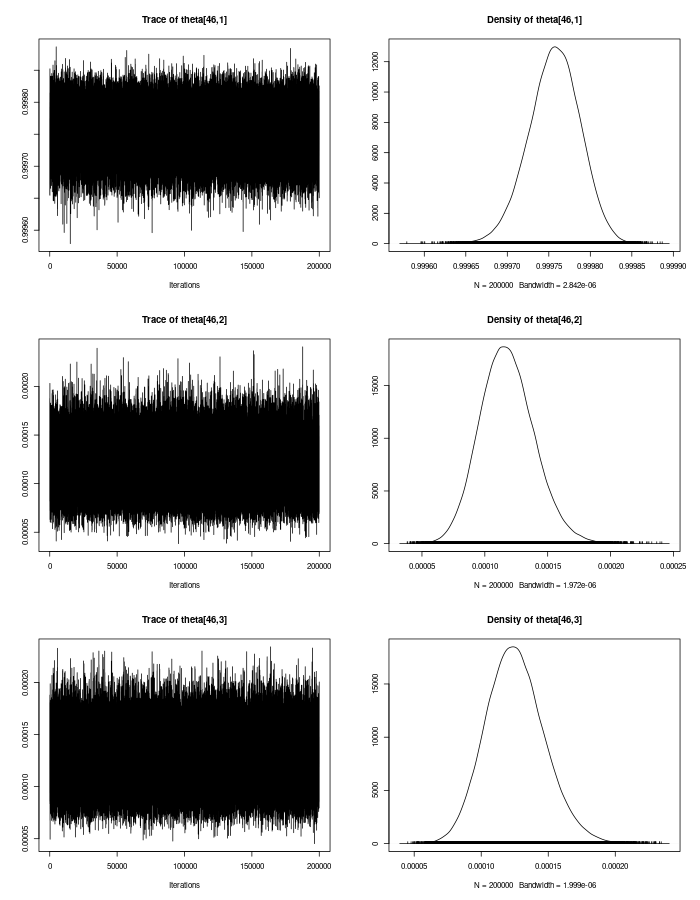 Trace of theta[46,1]
0.99960 0.99970 0.99980
0 50000 100000 150000 200000
Iterations
Density of theta[46,1]
0 2000 4000 6000 8000 10000 12000
0.99960 0.99965 0.99970 0.99975 0.99980 0.99985 0.99990
N = 200000 Bandwidth = 2.842e-06
Trace of theta[46,2]
0.00005 0.00010 0.00015 0.00020
0 50000 100000 150000 200000
Iterations
Density of theta[46,2]
0 5000 10000 15000
0.00005 0.00010 0.00015 0.00020 0.00025
N = 200000 Bandwidth = 1.972e-06
Trace of theta[46,3]
0.00005 0.00010 0.00015 0.00020
0 50000 100000 150000 200000
Iterations
Density of theta[46,3]
0 5000 10000 15000
0.00005 0.00010 0.00015 0.00020
N = 200000 Bandwidth = 1.999e-06